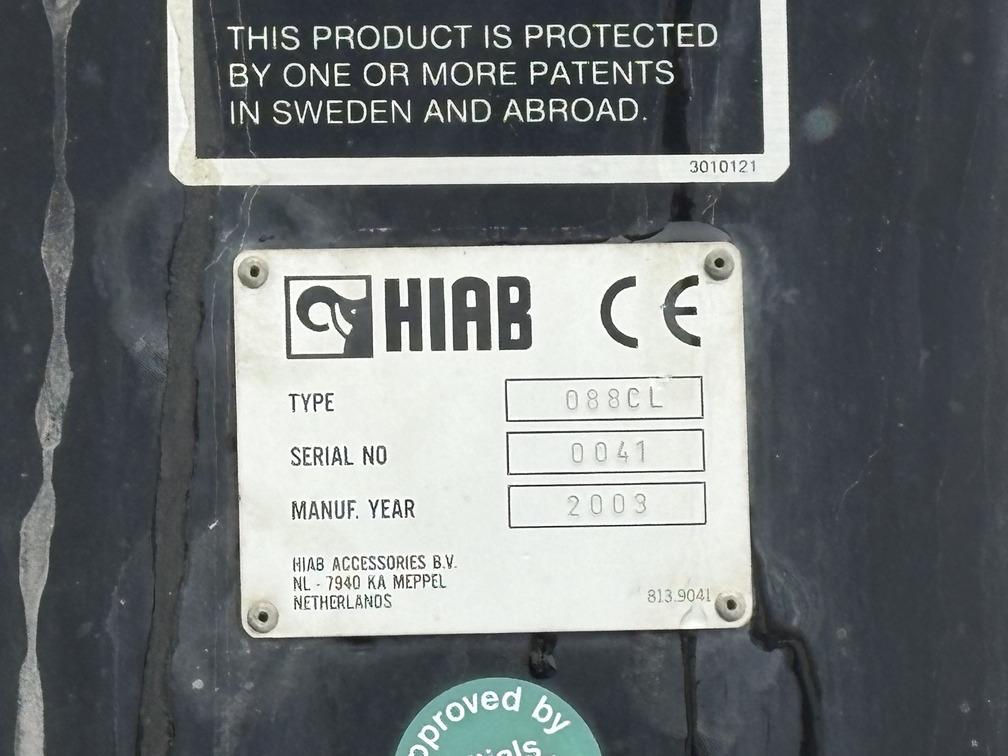 THIS PRODUCT IS PROTECTED
BY ONE OR MORE PATENTS
IN SWEDEN AND ABROAD.
3010121
HIAB CE
TYPE 088CL
SERIAL NO 0041
MANUF. YEAR 2003
HIAB ACCESSORIES B.V.
NL - 7940 KA MEPPEL
NETHERLANDS
813.9041
by